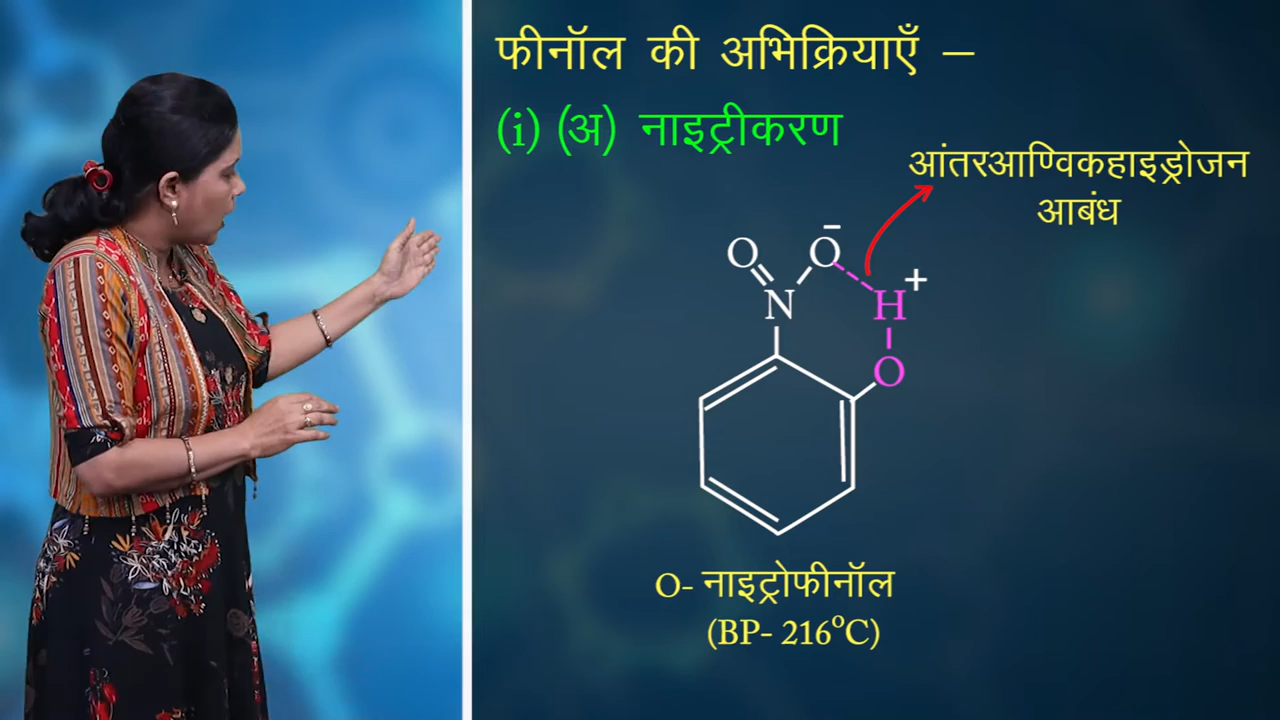 फीनॉल की अभिक्रियाएँ –
(i) (अ) नाइट्रीकरण
आंतरआण्विकहाइड्रोजन
आबंध
O
O
−
N
H
+
O
O- नाइट्रोफीनॉल
(BP- 216°C)